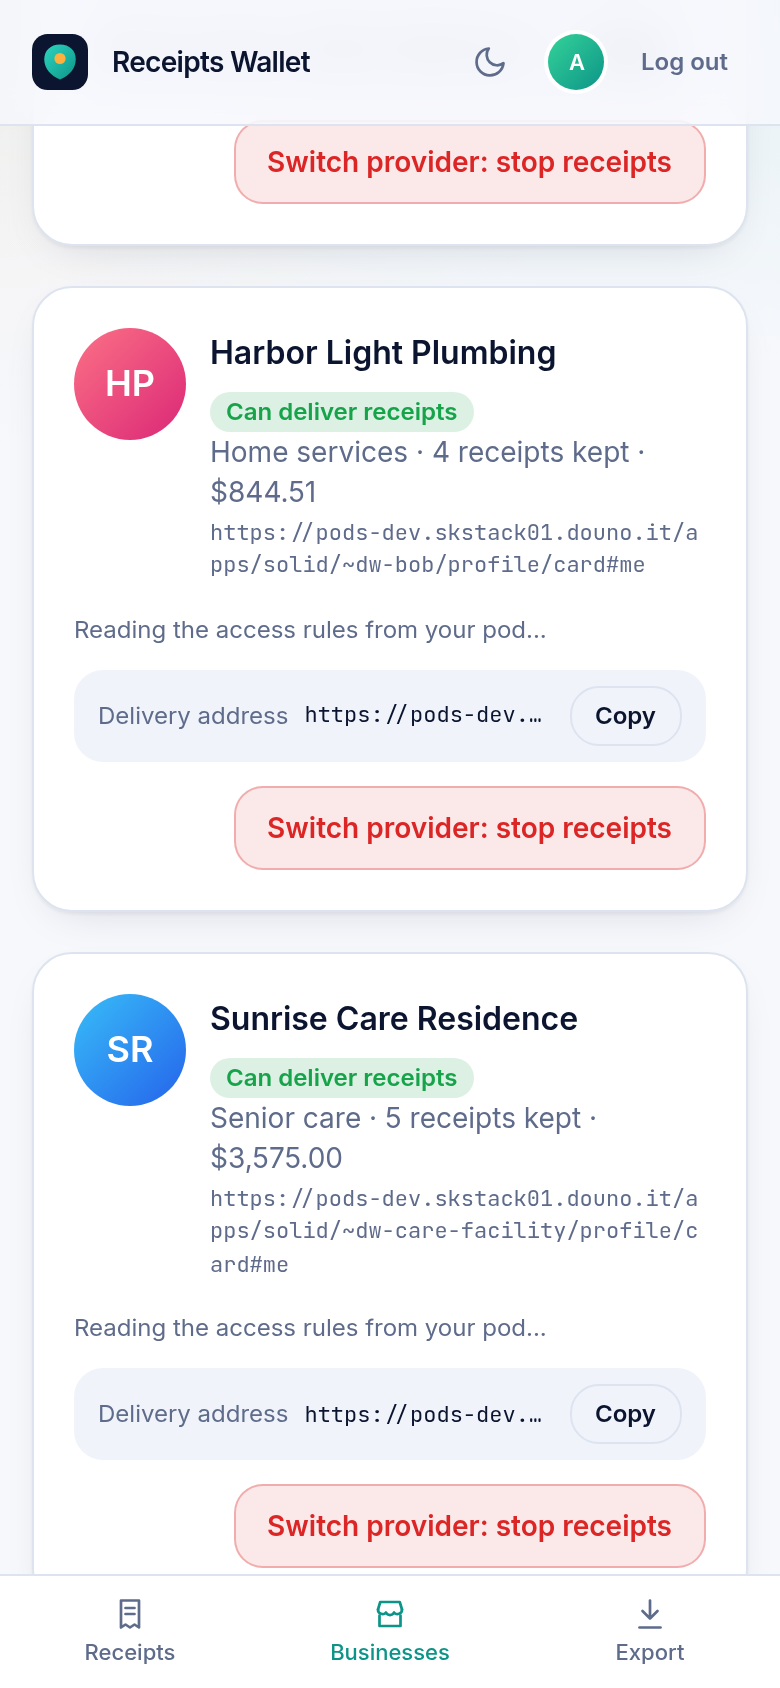 Receipts Wallet
A
Log out
Switch provider: stop receipts
HP
Harbor Light Plumbing
Can deliver receipts
Home services · 4 receipts kept ·
$844.51
https://pods-dev.skstack01.douno.it/a
pps/solid/~dw-bob/profile/card#me
Reading the access rules from your pod…
Delivery address https://pods-dev.… Copy
Switch provider: stop receipts
SR
Sunrise Care Residence
Can deliver receipts
Senior care · 5 receipts kept ·
$3,575.00
https://pods-dev.skstack01.douno.it/a
pps/solid/~dw-care-facility/profile/c
ard#me
Reading the access rules from your pod…
Delivery address https://pods-dev.… Copy
Switch provider: stop receipts
Receipts
Businesses
Export